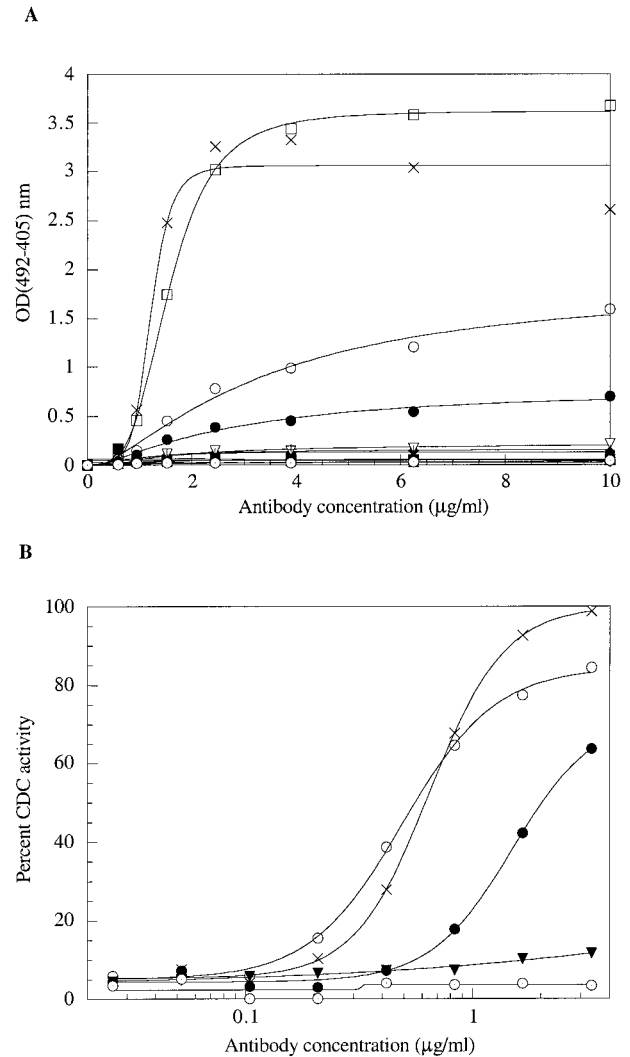 A
4
3.5
3
2.5
2
1.5
1
0.5
0
OD(492-405) nm
0 2 4 6 8 10
Antibody concentration (μg/ml)
B
100
80
60
40
20
0
Percent CDC activity
0.1 1
Antibody concentration (μg/ml)